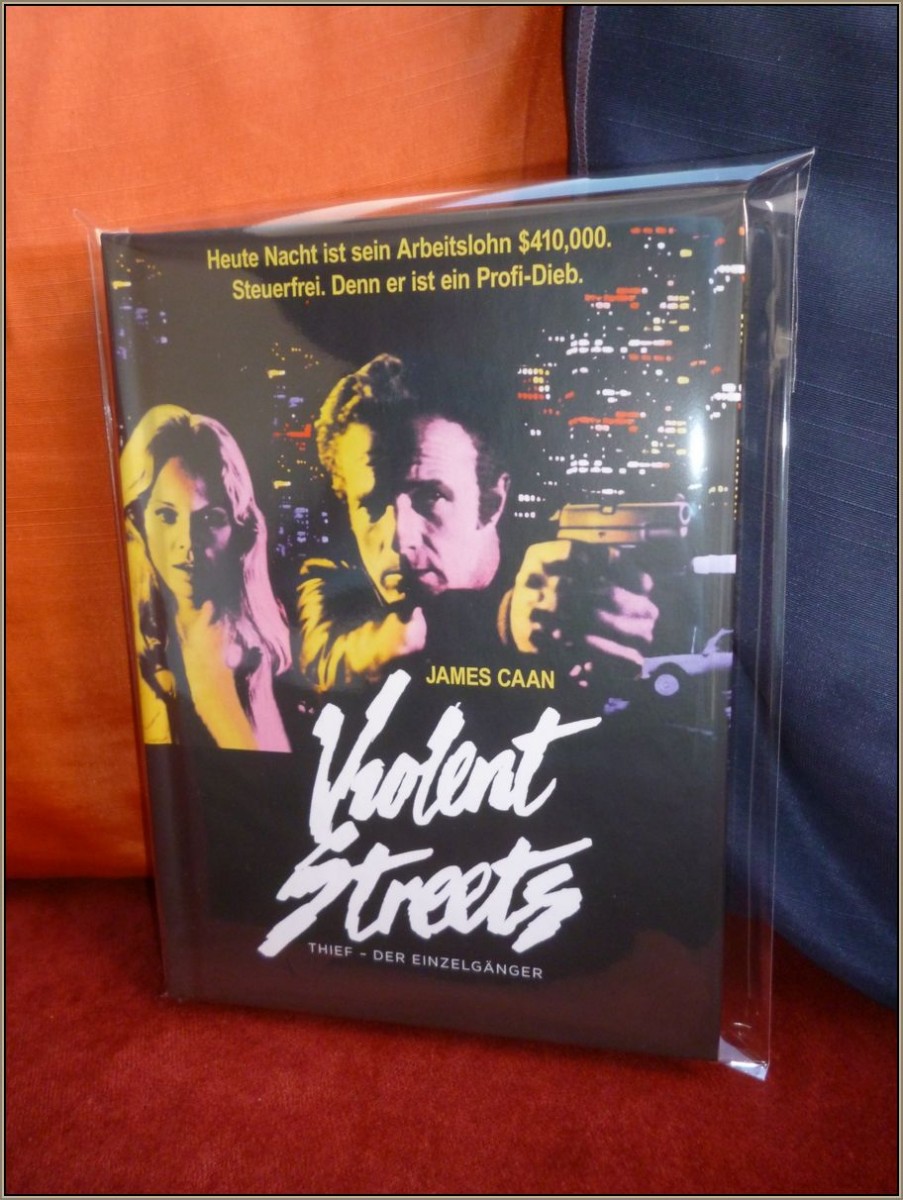 Heute Nacht ist sein Arbeitslohn $410,000.
Steuerfrei. Denn er ist ein Profi-Dieb.
JAMES CAAN
Violent
Streets
THIEF – DER EINZELGÄNGER